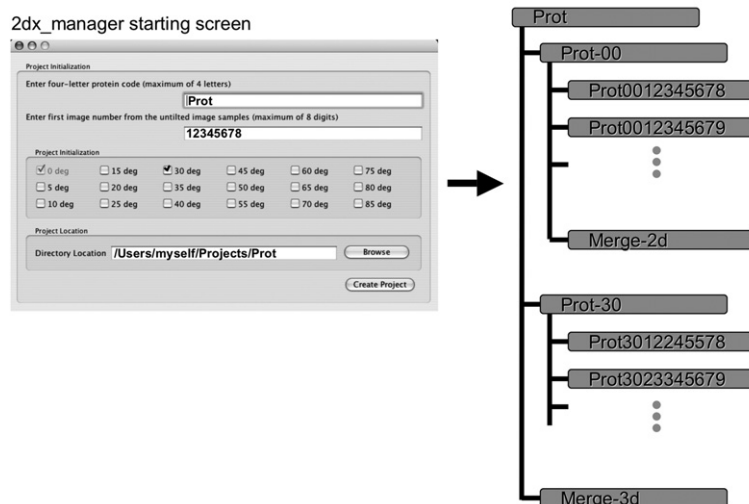 2dx_manager starting screen
Project Initialization
Enter four-letter protein code (maximum of 4 letters)
Prot
Enter first image number from the untilted image samples (maximum of 8 digits)
12345678
Project Initialization
0 deg 15 deg 30 deg 45 deg 60 deg 75 deg
5 deg 20 deg 35 deg 50 deg 65 deg 80 deg
10 deg 25 deg 40 deg 55 deg 70 deg 85 deg
Project Location
Directory Location /Users/myself/Projects/Prot Browse
Create Project
Prot
Prot-00
Prot0012345678
Prot0012345679
Merge-2d
Prot-30
Prot3012245578
Prot3023345679
Merge-3d